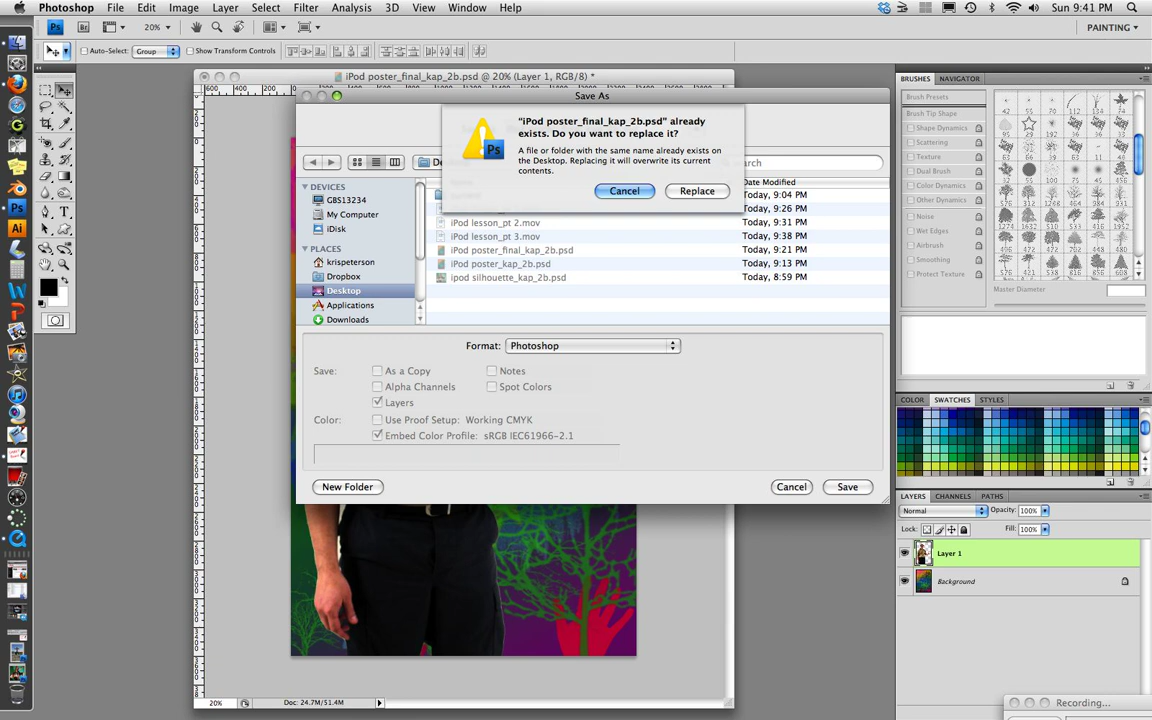 Photoshop File Edit Image Layer Select Filter Analysis 3D View Window Help
Sun 9:41 PM
20%
PAINTING
Auto-Select: Group Show Transform Controls
iPod poster_final_kap_2b.psd @ 20% (Layer 1, RGB/8) *
Save As
"iPod poster_final_kap_2b.psd" already
exists. Do you want to replace it?
A file or folder with the same name already exists on
the Desktop. Replacing it will overwrite its current
contents.
Cancel Replace
DEVICES
GBS13234
My Computer
iDisk
PLACES
krispeterson
Dropbox
Desktop
Applications
Downloads
Date Modified
Today, 9:04 PM
Today, 9:26 PM
iPod lesson_pt 2.mov Today, 9:31 PM
iPod lesson_pt 3.mov Today, 9:38 PM
iPod poster_final_kap_2b.psd Today, 9:21 PM
iPod poster_kap_2b.psd Today, 9:13 PM
ipod silhouette_kap_2b.psd Today, 8:59 PM
Format: Photoshop
Save: As a Copy Notes
Alpha Channels Spot Colors
Layers
Color: Use Proof Setup: Working CMYK
Embed Color Profile: sRGB IEC61966-2.1
New Folder Cancel Save
BRUSHES NAVIGATOR
Brush Presets
Brush Tip Shape
Shape Dynamics
Scattering
Texture
Dual Brush
Color Dynamics
Other Dynamics
Noise
Wet Edges
Airbrush
Smoothing
Protect Texture
Master Diameter
COLOR SWATCHES STYLES
LAYERS CHANNELS PATHS
Normal Opacity: 100%
Lock: Fill: 100%
Layer 1
Background
20% Doc: 24.7M/51.4M
Recording...